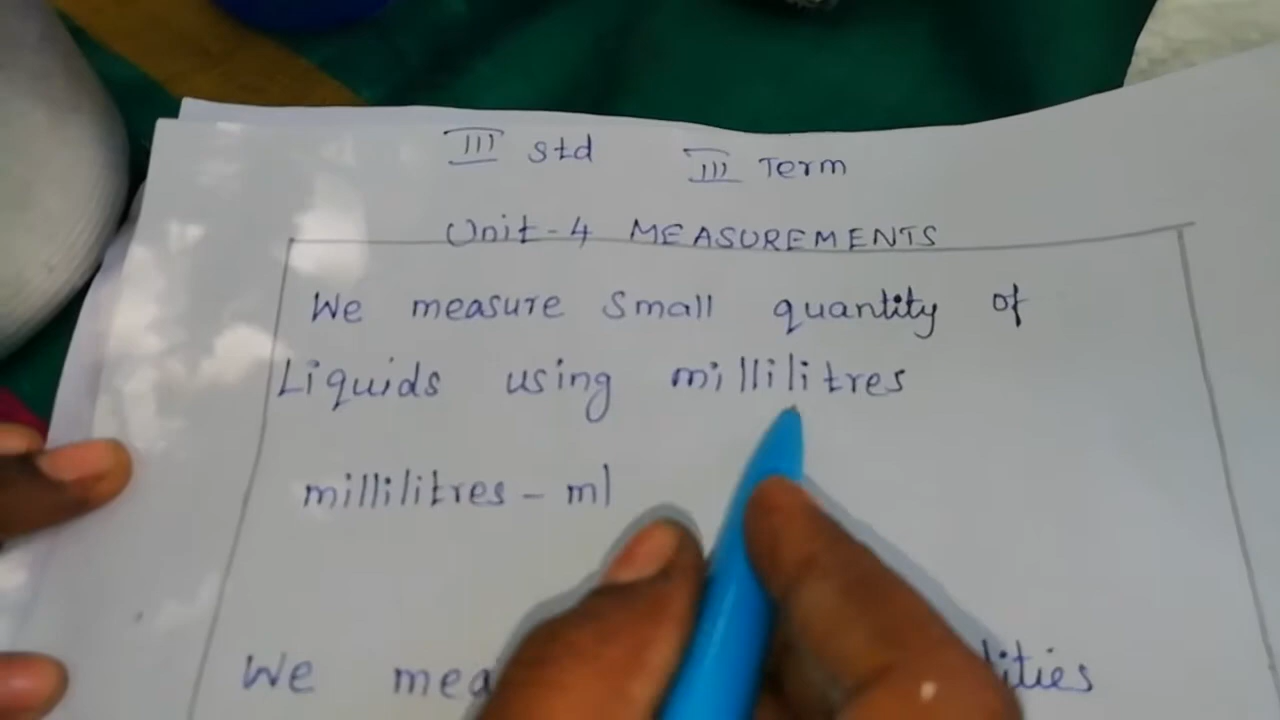 III std III Term
Unit-4 MEASUREMENTS
We measure Small quantity of
Liquids using millilitres
millilitres - ml
We